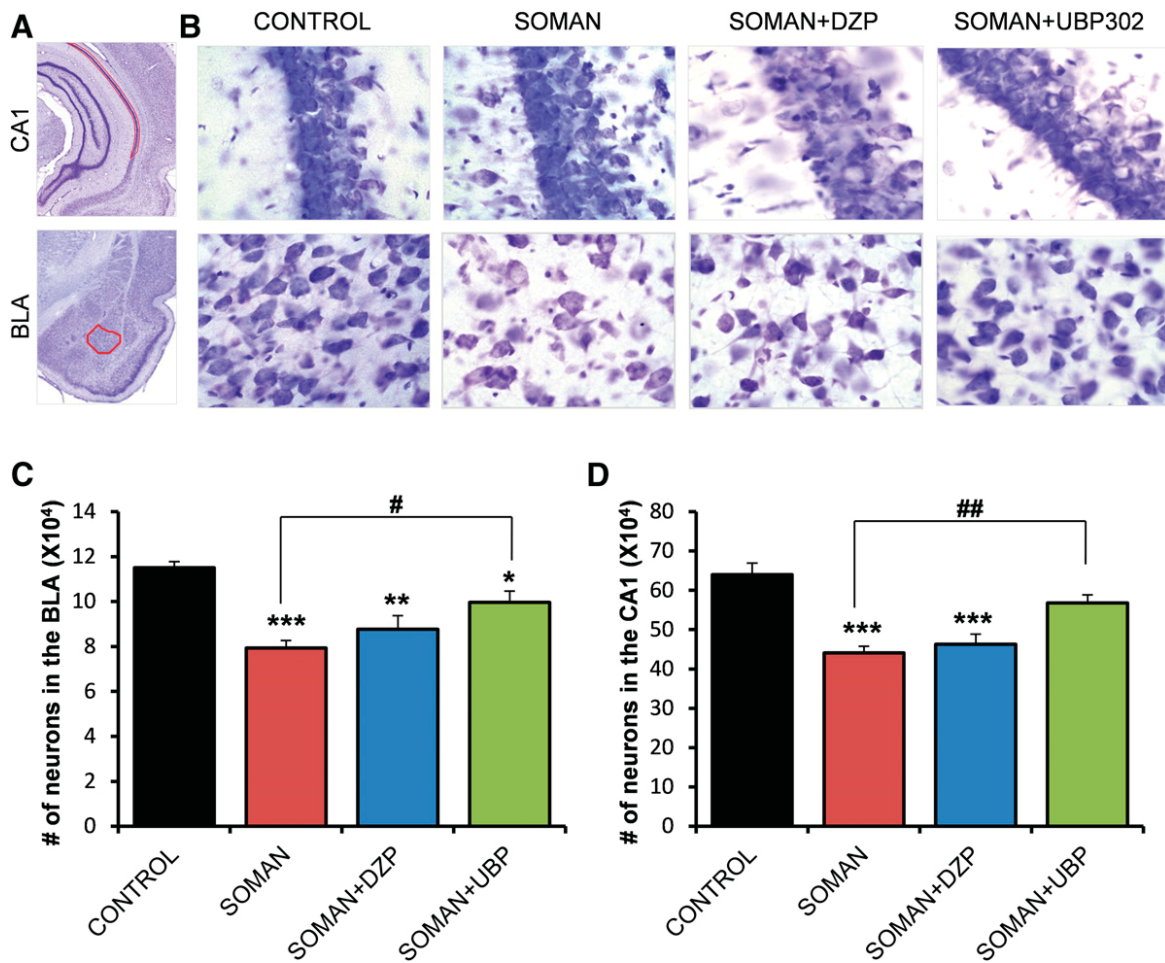 A
B
CONTROL
SOMAN
SOMAN+DZP
SOMAN+UBP302
CA1
BLA
C
# of neurons in the BLA (X10⁴)
14
12
10
8
6
4
2
0
#
***
**
*
CONTROL
SOMAN
SOMAN+DZP
SOMAN+UBP
D
# of neurons in the CA1 (X10⁴)
80
70
60
50
40
30
20
10
0
##
***
***
CONTROL
SOMAN
SOMAN+DZP
SOMAN+UBP